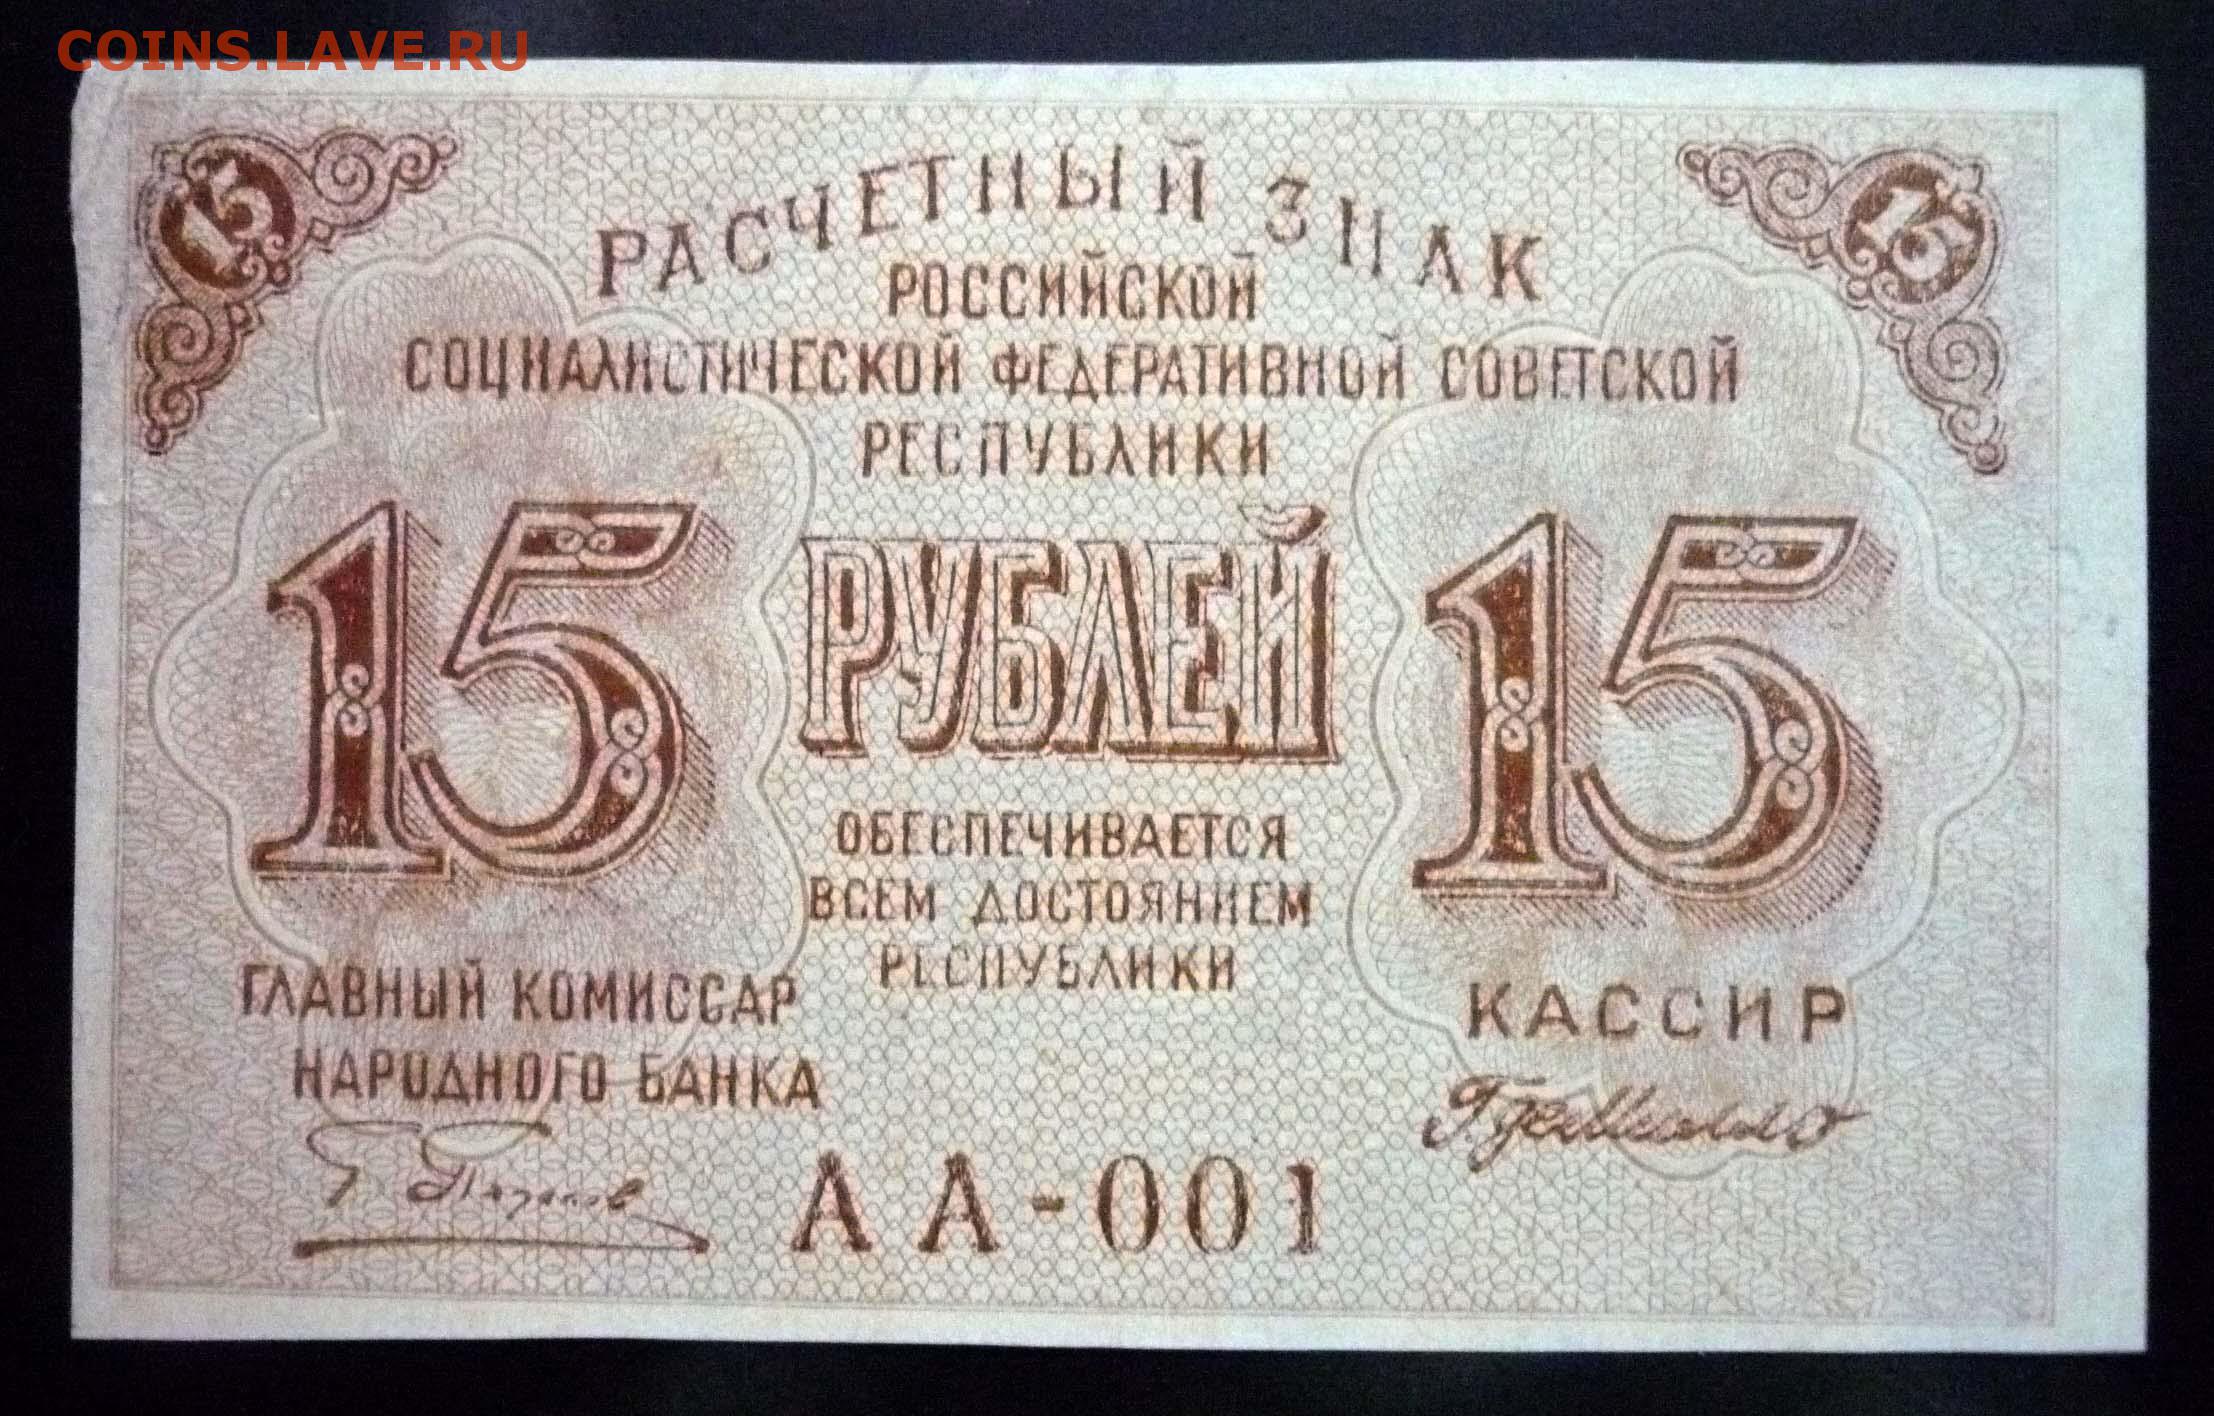 COINS.LAVE.RU
15
15
РАСЧЕТНЫЙ ЗНАК
РОССИЙСКОЙ
СОЦИАЛИСТИЧЕСКОЙ ФЕДЕРАТИВНОЙ СОВЕТСКОЙ
РЕСПУБЛИКИ
15 РУБЛЕЙ 15
ОБЕСПЕЧИВАЕТСЯ
ВСЕМ ДОСТОЯНИЕМ
РЕСПУБЛИКИ
ГЛАВНЫЙ КОМИССАР
НАРОДНОГО БАНКА
КАССИР
АА-001